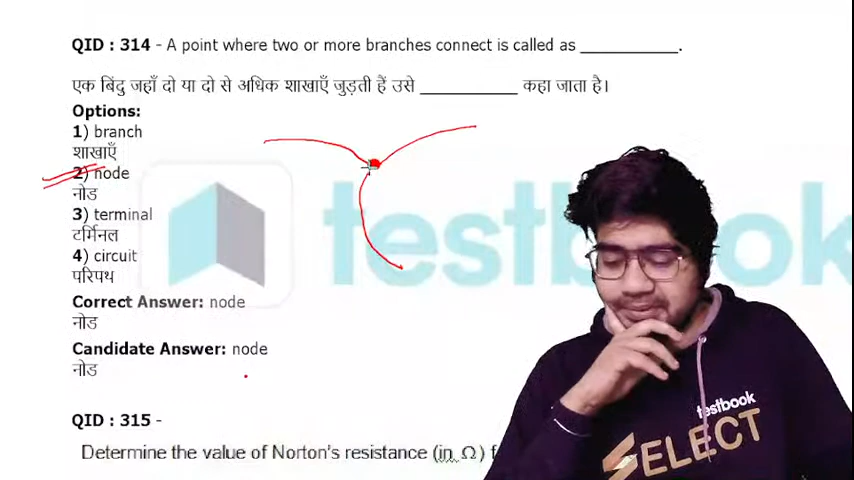 QID : 314 - A point where two or more branches connect is called as ___________.
एक बिंदु जहाँ दो या दो से अधिक शाखाएँ जुड़ती हैं उसे ___________ कहा जाता है।
Options:
1) branch
शाखाएँ
2) node
नोड
3) terminal
टर्मिनल
4) circuit
परिपथ
Correct Answer: node
नोड
Candidate Answer: node
नोड
QID : 315 -
Determine the value of Norton's resistance (in Ω) f
testbook
testbook
SELECT